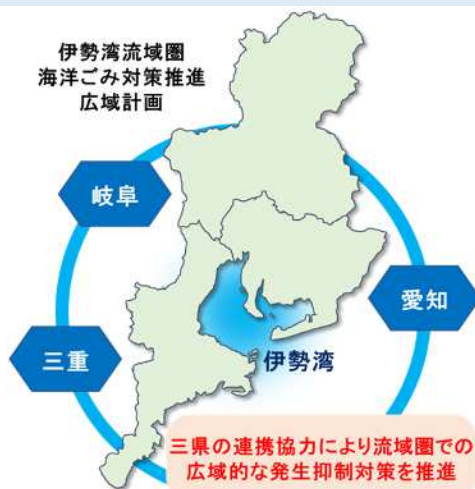 伊勢湾流域圏
海洋ごみ対策推進
広域計画
岐阜
愛知
三重
伊勢湾
三県の連携協力により流域圏での
広域的な発生抑制対策を推進